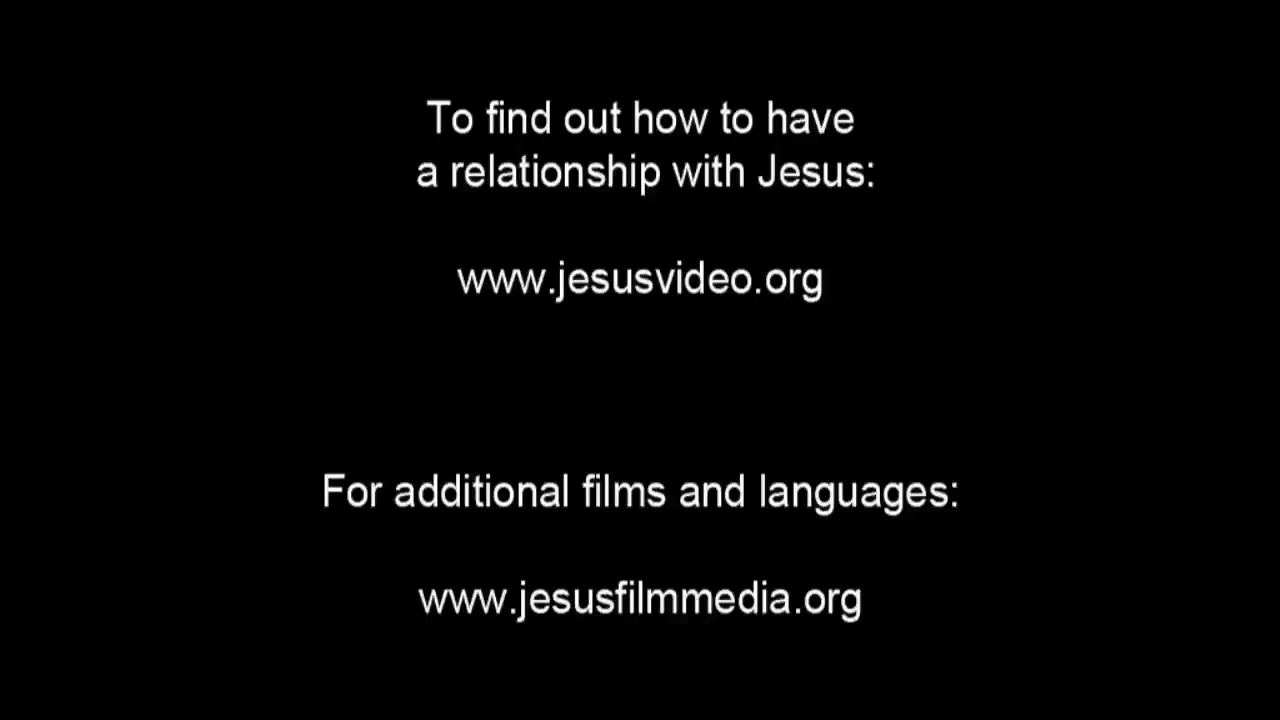 To find out how to have
a relationship with Jesus:
www.jesusvideo.org
For additional films and languages:
www.jesusfilmmedia.org